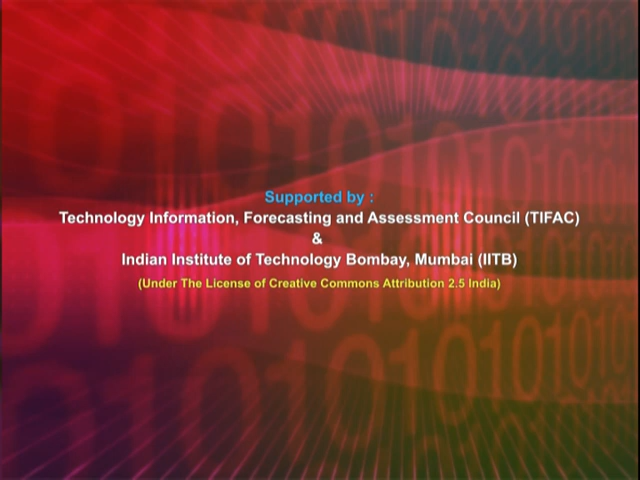 Supported by :
Technology Information, Forecasting and Assessment Council (TIFAC)
&
Indian Institute of Technology Bombay, Mumbai (IITB)
(Under The License of Creative Commons Attribution 2.5 India)